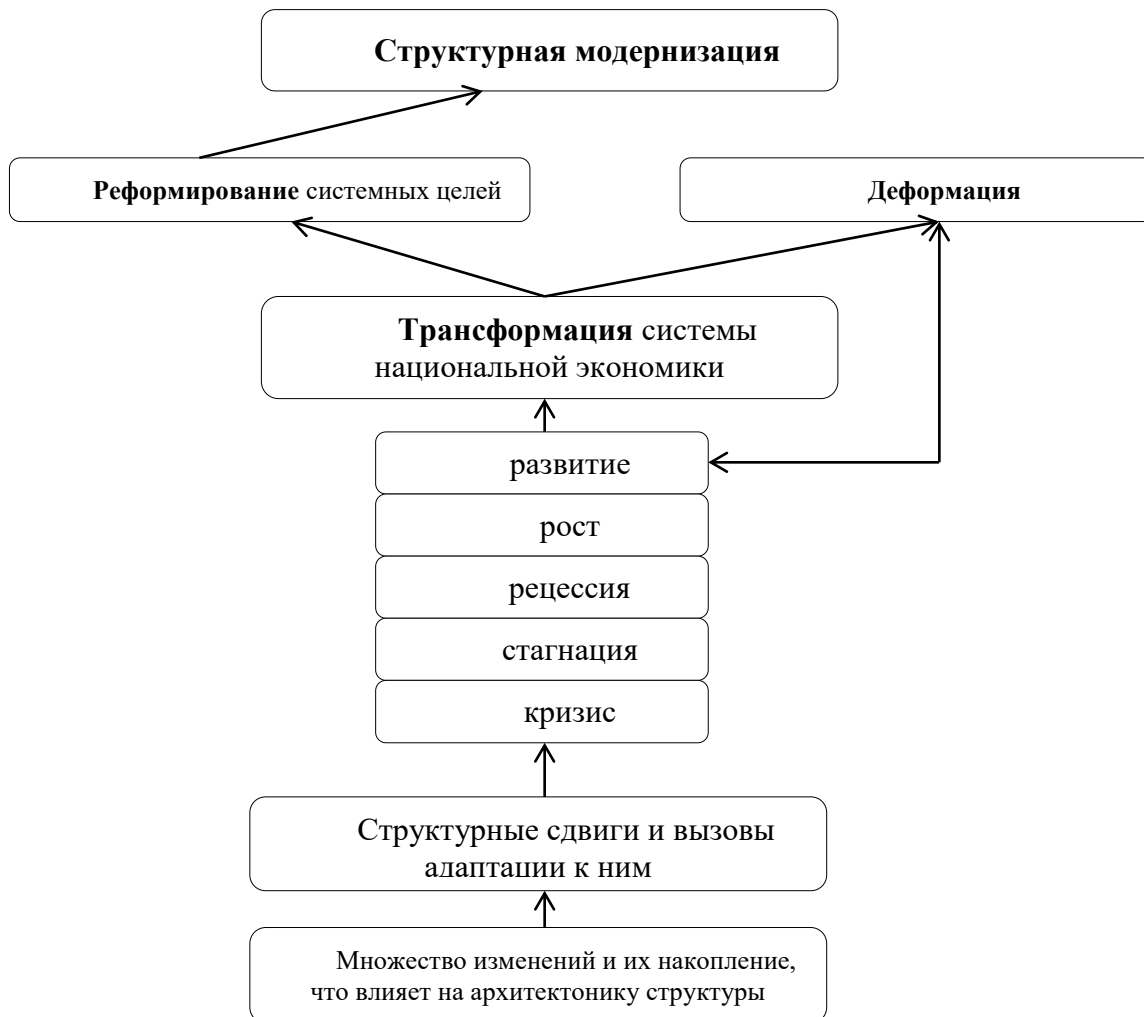 Структурная модернизация
Реформирование системных целей
Деформация
Трансформация системы
национальной экономики
развитие
рост
рецессия
стагнация
кризис
Структурные сдвиги и вызовы
адаптации к ним
Множество изменений и их накопление,
что влияет на архитектонику структуры